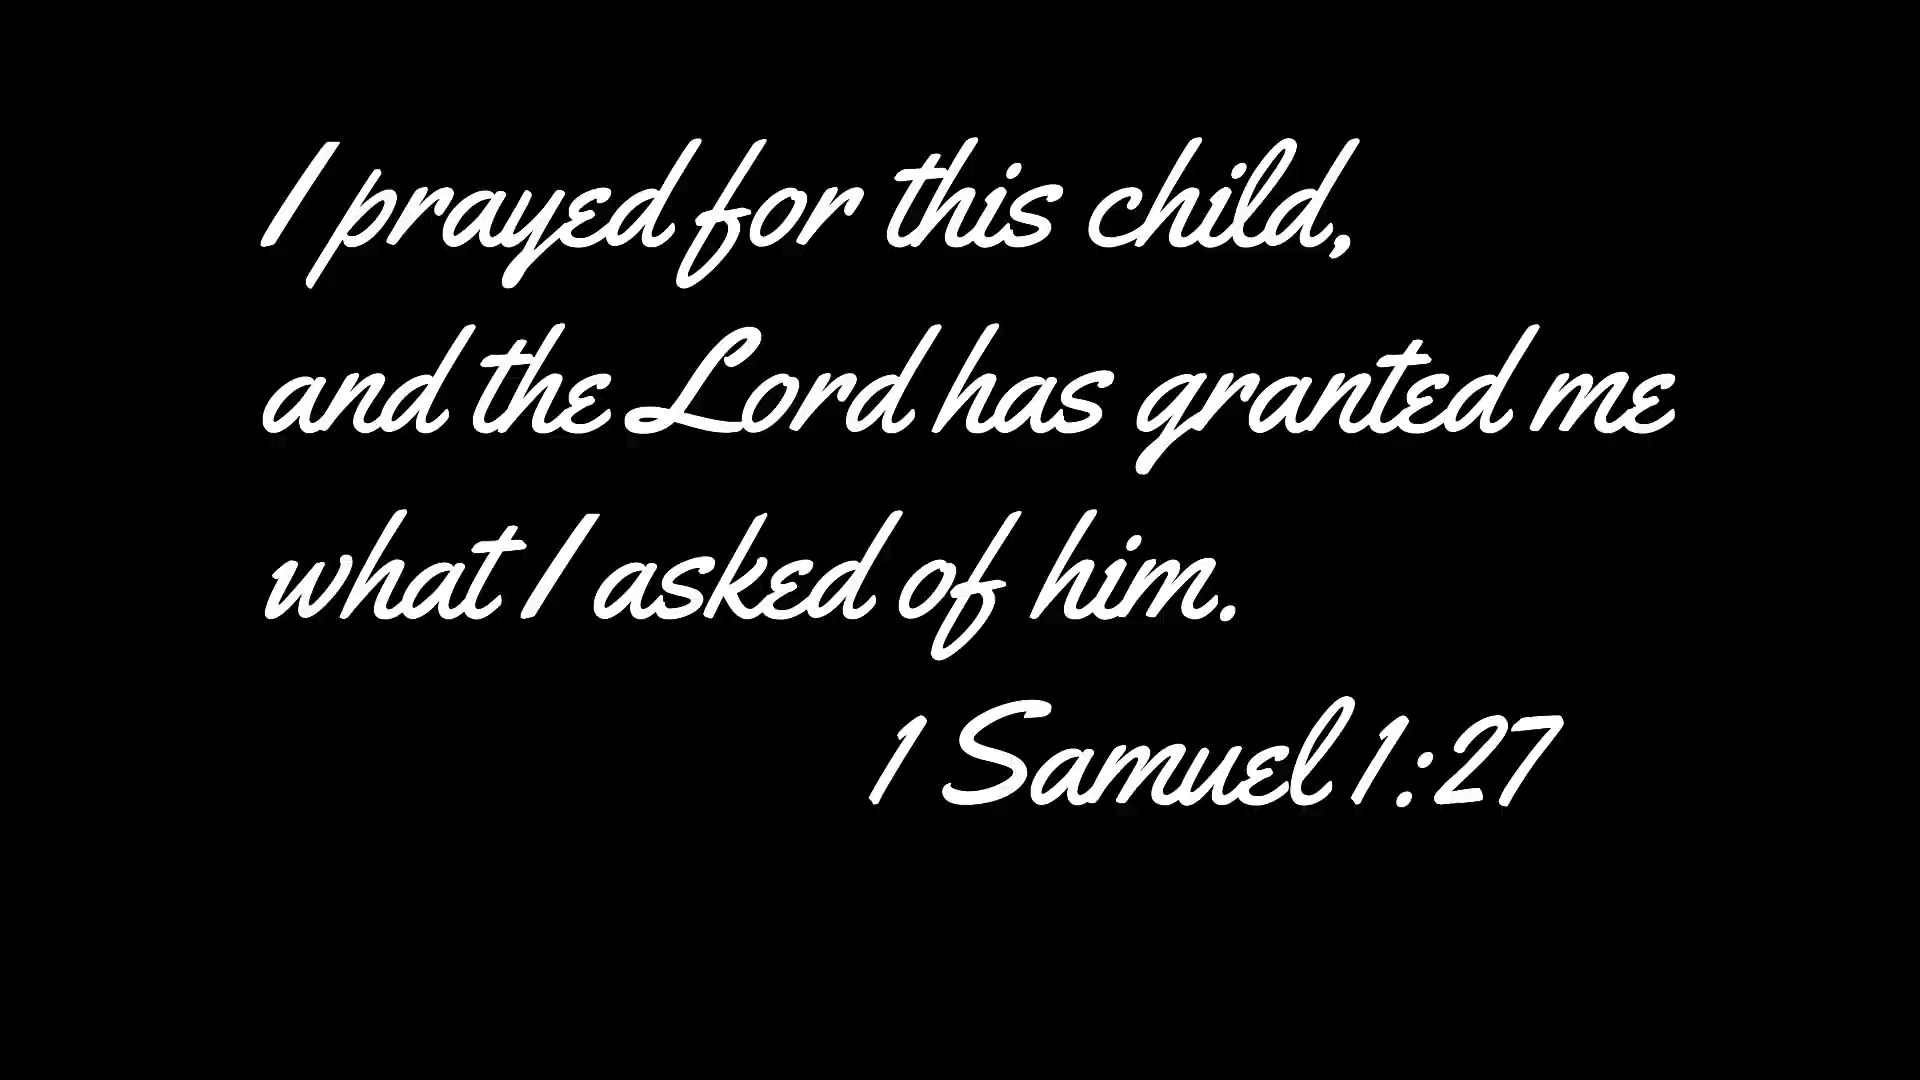 I prayed for this child,
and the Lord has granted me
what I asked of him.
1 Samuel 1:27